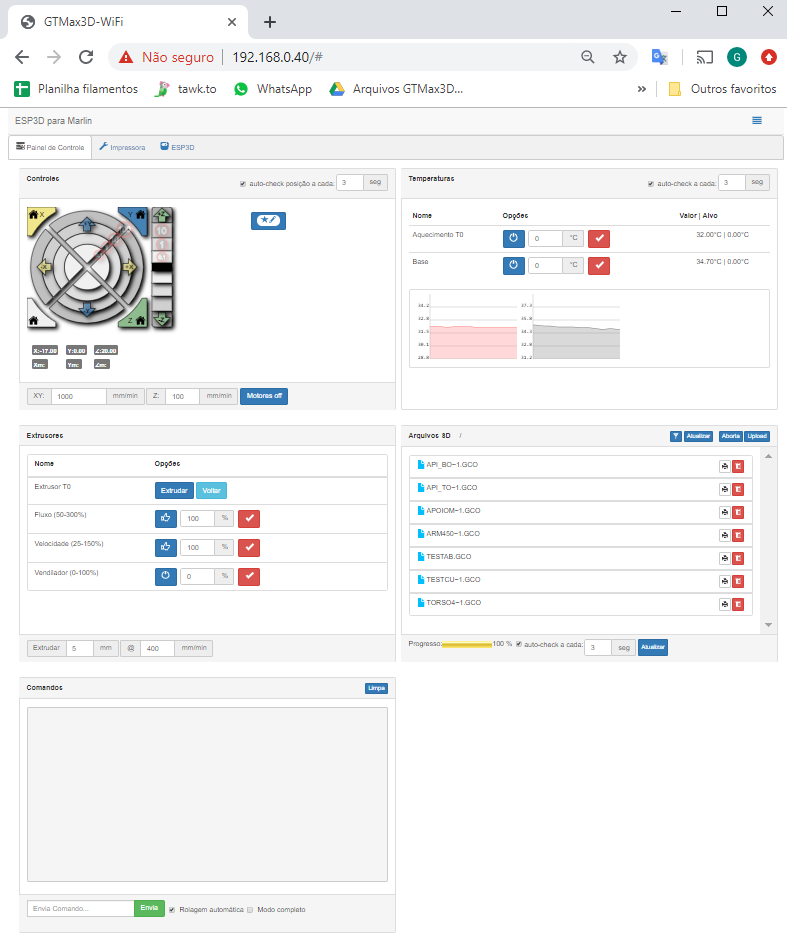 GTMax3D-WiFi
Não seguro 192.168.0.40/#
G
Planilha filamentos tawk.to WhatsApp Arquivos GTMax3D... » Outros favoritos
ESP3D para Marlin
Painel de Controle Impressora ESP3D
Controles
auto-check posição a cada: 3 seg
X Y Z
10
1
0.1
-X +X
Z
X:-17.00 Y:0.00 Z:20.00
Xm: Ym: Zm:
XY: 1000 mm/min Z: 100 mm/min Motores off
Temperaturas
auto-check a cada: 3 seg
Nome Opções Valor | Alvo
Aquecimento T0 0 °C 32.00°C | 0.00°C
Base 0 °C 34.70°C | 0.00°C
34.2 37.3
32.8 35.8
31.5 34.3
30.1 32.8
28.8 31.2
Extrusores
Nome Opções
Extrusor T0 Extrudar Voltar
Fluxo (50-300%) 100 %
Velocidade (25-150%) 100 %
Ventilador (0-100%) 0 %
Extrudar 5 mm @ 400 mm/min
Arquivos 3D / Atualizar Aborta Upload
API_BO~1.GCO
API_TO~1.GCO
APOIOM~1.GCO
ARM450~1.GCO
TESTAB.GCO
TESTCU~1.GCO
TORSO4~1.GCO
Progresso: 100 % auto-check a cada: 3 seg Atualizar
Comandos Limpa
Envia Comando... Envia Rolagem automática Modo completo